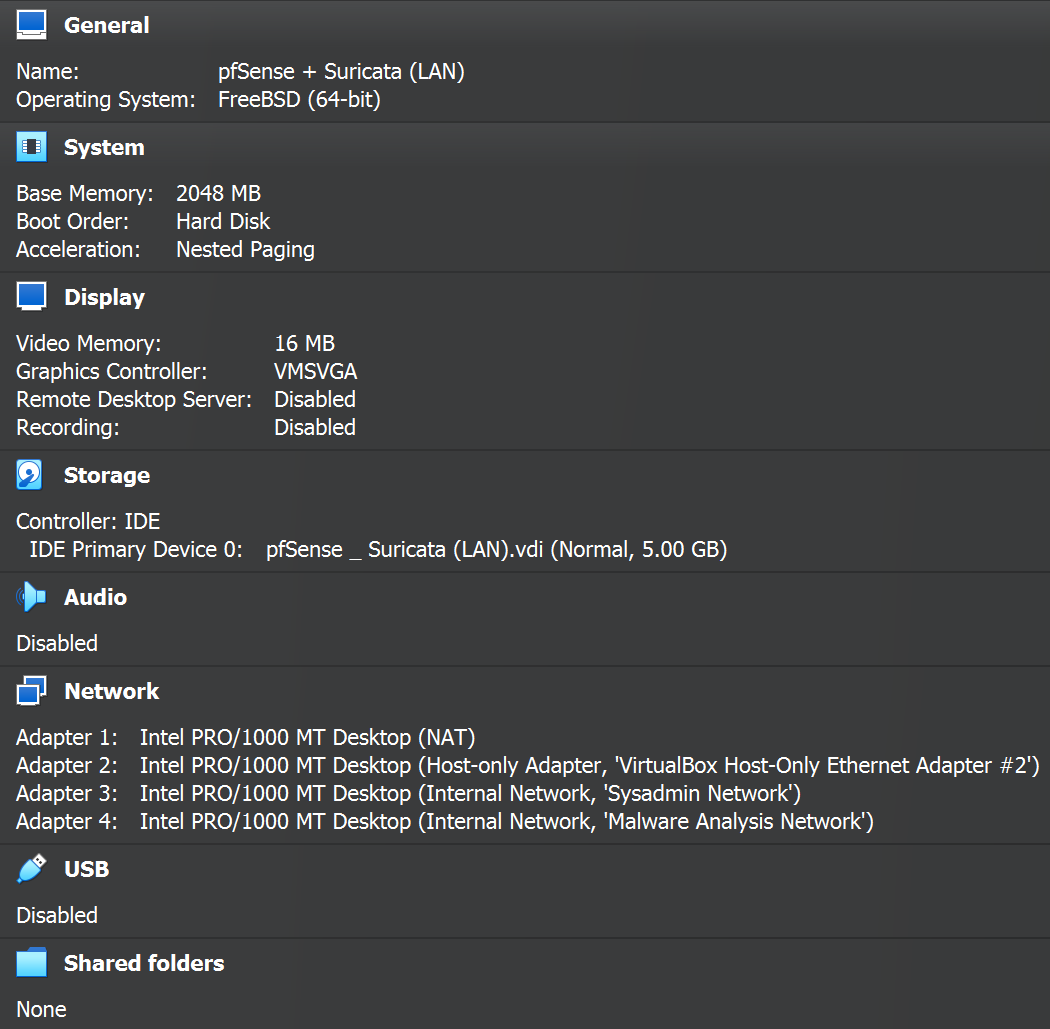 General
Name: pfSense + Suricata (LAN)
Operating System: FreeBSD (64-bit)
System
Base Memory: 2048 MB
Boot Order: Hard Disk
Acceleration: Nested Paging
Display
Video Memory: 16 MB
Graphics Controller: VMSVGA
Remote Desktop Server: Disabled
Recording: Disabled
Storage
Controller: IDE
IDE Primary Device 0: pfSense _ Suricata (LAN).vdi (Normal, 5.00 GB)
Audio
Disabled
Network
Adapter 1: Intel PRO/1000 MT Desktop (NAT)
Adapter 2: Intel PRO/1000 MT Desktop (Host-only Adapter, 'VirtualBox Host-Only Ethernet Adapter #2')
Adapter 3: Intel PRO/1000 MT Desktop (Internal Network, 'Sysadmin Network')
Adapter 4: Intel PRO/1000 MT Desktop (Internal Network, 'Malware Analysis Network')
USB
Disabled
Shared folders
None